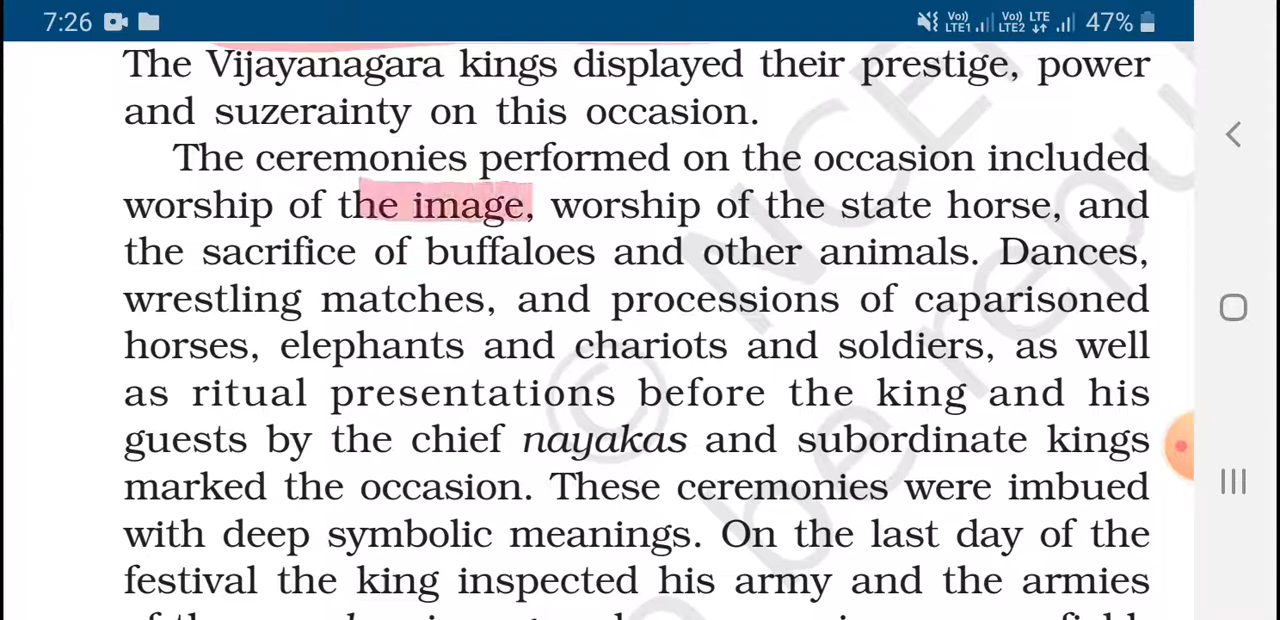 7:26 Vo)) LTE1 Vo)) LTE2 LTE 47%
The Vijayanagara kings displayed their prestige, power
and suzerainty on this occasion.
The ceremonies performed on the occasion included
worship of the image, worship of the state horse, and
the sacrifice of buffaloes and other animals. Dances,
wrestling matches, and processions of caparisoned
horses, elephants and chariots and soldiers, as well
as ritual presentations before the king and his
guests by the chief nayakas and subordinate kings
marked the occasion. These ceremonies were imbued
with deep symbolic meanings. On the last day of the
festival the king inspected his army and the armies